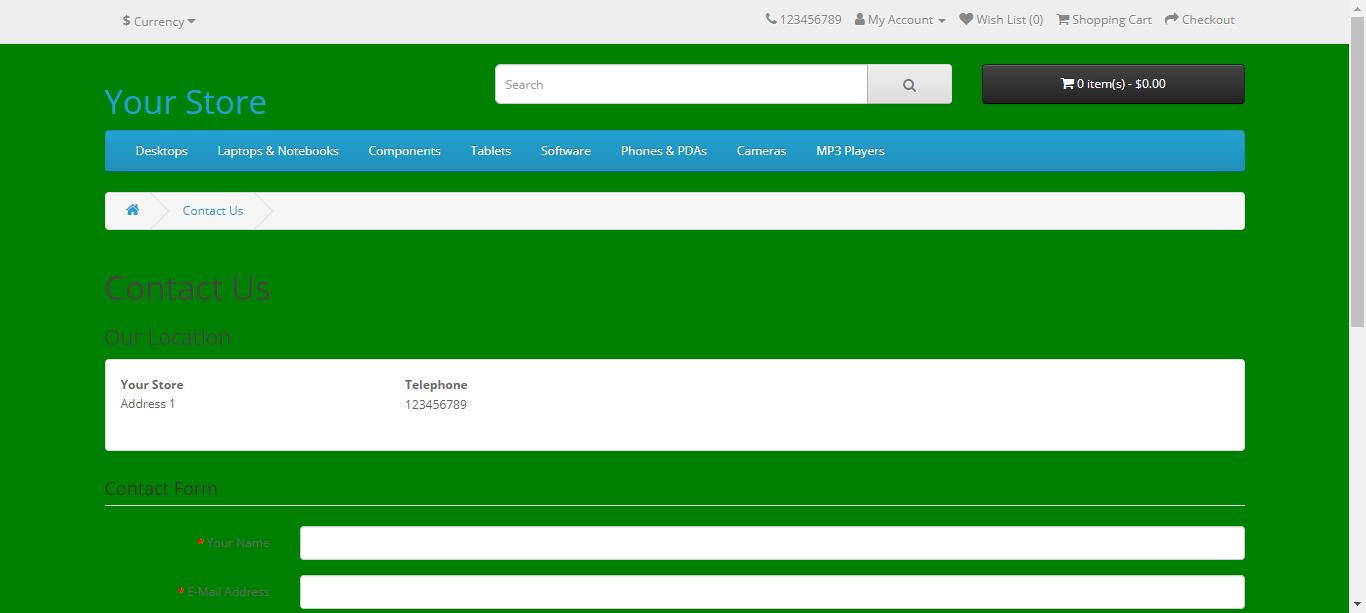 $ Currency
123456789 My Account Wish List (0) Shopping Cart Checkout
Your Store
Search
0 item(s) - $0.00
Desktops Laptops & Notebooks Components Tablets Software Phones & PDAs Cameras MP3 Players
Contact Us
Contact Us
Our Location
Your Store
Address 1
Telephone
123456789
Contact Form
* Your Name
* E-Mail Address